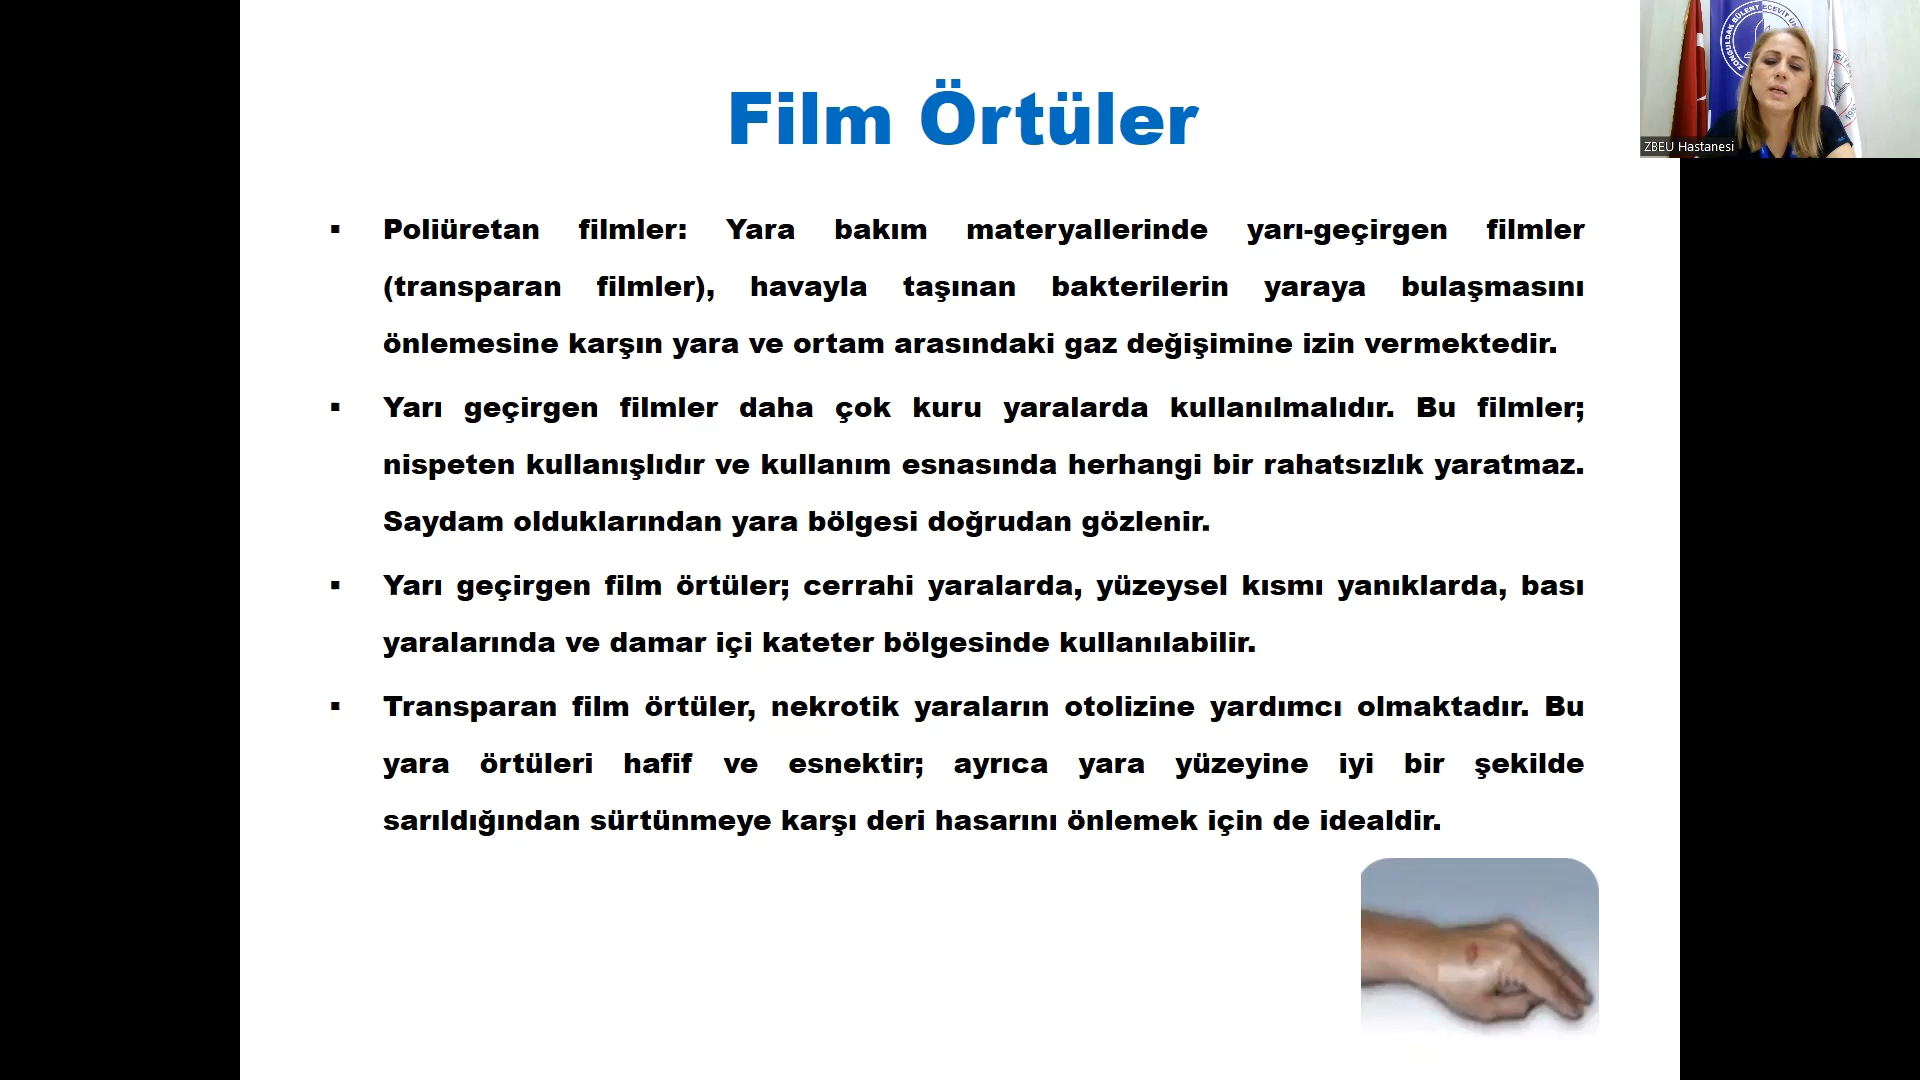 Film Örtüler
▪ Poliüretan filmler: Yara bakım materyallerinde yarı-geçirgen filmler
(transparan filmler), havayla taşınan bakterilerin yaraya bulaşmasını
önlemesine karşın yara ve ortam arasındaki gaz değişimine izin vermektedir.
▪ Yarı geçirgen filmler daha çok kuru yaralarda kullanılmalıdır. Bu filmler;
nispeten kullanışlıdır ve kullanım esnasında herhangi bir rahatsızlık yaratmaz.
Saydam olduklarından yara bölgesi doğrudan gözlenir.
▪ Yarı geçirgen film örtüler; cerrahi yaralarda, yüzeysel kısmı yanıklarda, bası
yaralarında ve damar içi kateter bölgesinde kullanılabilir.
▪ Transparan film örtüler, nekrotik yaraların otolizine yardımcı olmaktadır. Bu
yara örtüleri hafif ve esnektir; ayrıca yara yüzeyine iyi bir şekilde
sarıldığından sürtünmeye karşı deri hasarını önlemek için de idealdir.
ZONGULDAK BÜLENT ECEVİT
ZBEU Hastanesi